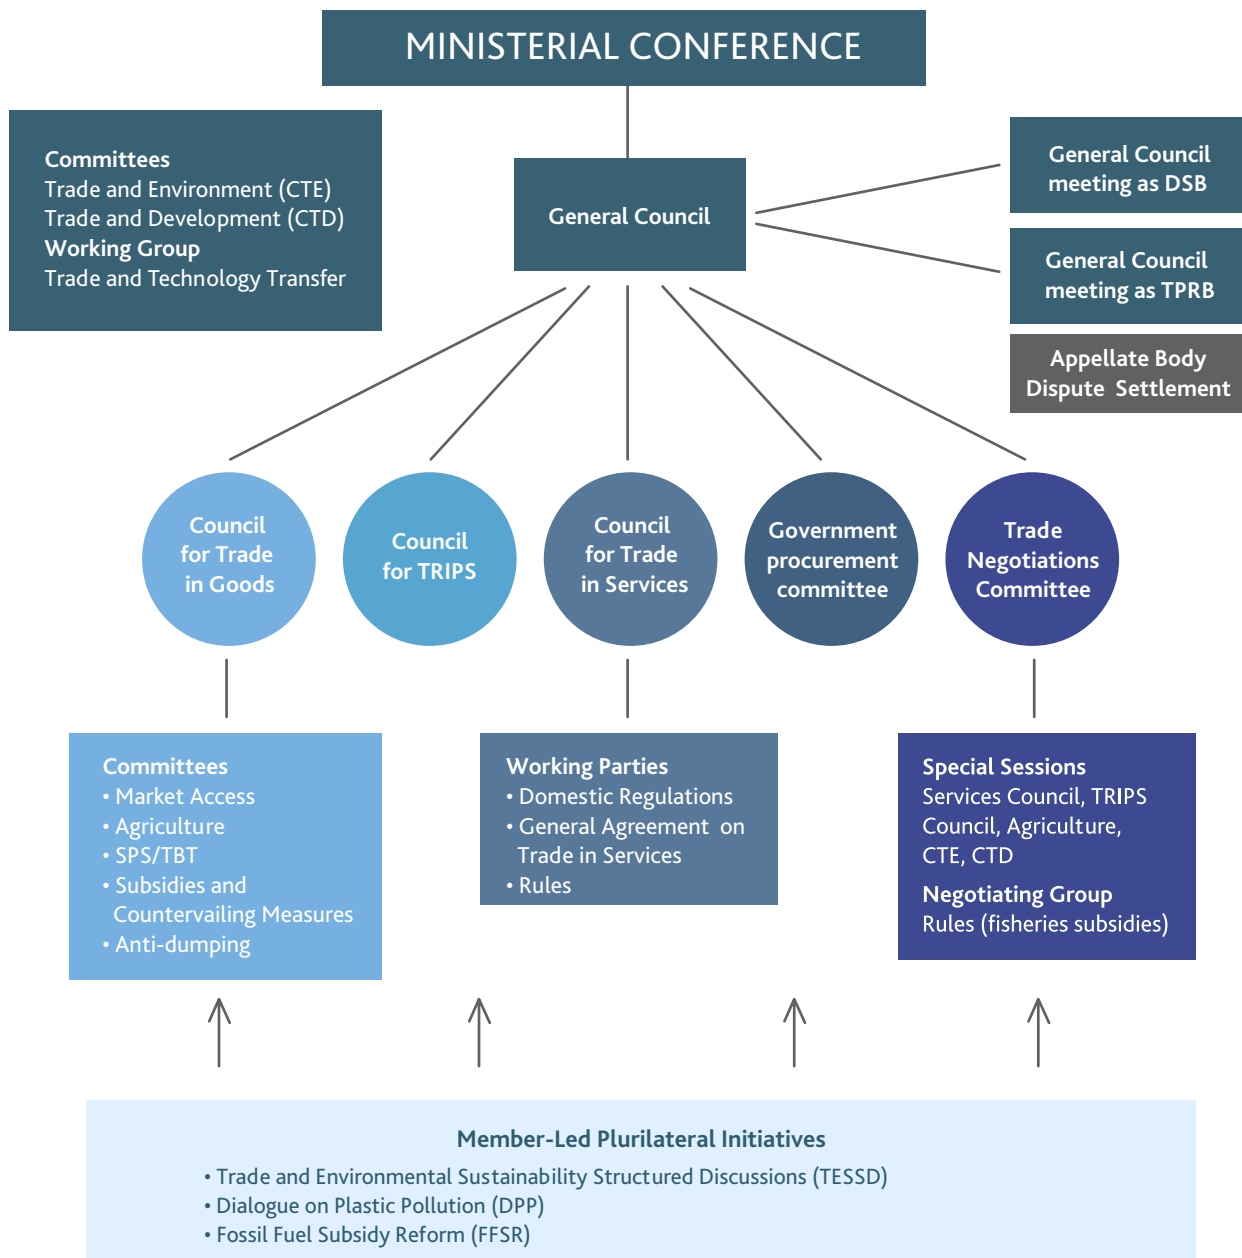 MINISTERIAL CONFERENCE
Committees
Trade and Environment (CTE)
Trade and Development (CTD)
Working Group
Trade and Technology Transfer
General Council
General Council
meeting as DSB
General Council
meeting as TPRB
Appellate Body
Dispute Settlement
Council
for Trade
in Goods
Council
for TRIPS
Council
for Trade
in Services
Government
procurement
committee
Trade
Negotiations
Committee
Committees
• Market Access
• Agriculture
• SPS/TBT
• Subsidies and
Countervailing Measures
• Anti-dumping
Working Parties
• Domestic Regulations
• General Agreement on
Trade in Services
• Rules
Special Sessions
Services Council, TRIPS
Council, Agriculture,
CTE, CTD
Negotiating Group
Rules (fisheries subsidies)
Member-Led Plurilateral Initiatives
• Trade and Environmental Sustainability Structured Discussions (TESSD)
• Dialogue on Plastic Pollution (DPP)
• Fossil Fuel Subsidy Reform (FFSR)